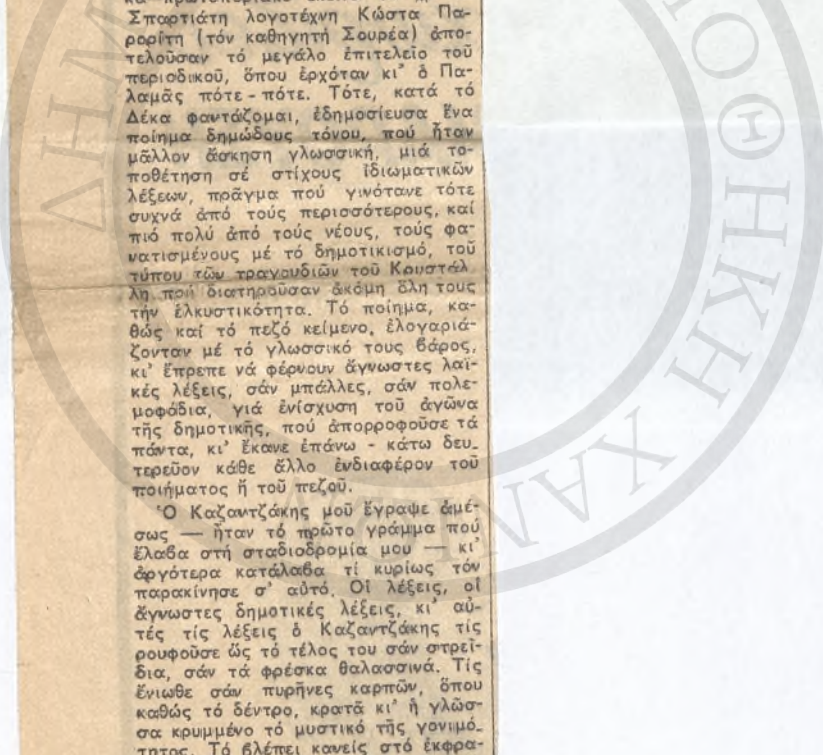 Σπαρτιάτη λογοτέχνη Κώστα Πα-
ρορίτη (τόν καθηγητή Σουρέα) ἀπο-
τελοῦσαν τό μεγάλο ἐπιτελεῖο τοῦ
περιοδικοῦ, ὅπου ἐρχόταν κι' ὁ Πα-
λαμᾶς πότε - πότε. Τότε, κατά τό
Δέκα φαντάζομαι, ἐδημοσίευσα ἕνα
ποίημα δημώδους τόνου, πού ἦταν
μᾶλλον ἄσκηση γλωσσική, μιά το-
ποθέτηση σέ στίχους ἰδιωματικῶν
λέξεων, πρᾶγμα πού γινότανε τότε
συχνά ἀπό τούς περισσότερους, καί
πιό πολύ ἀπό τούς νέους, τούς φα-
νατισμένους μέ τό δημοτικισμό, τοῦ
τύπου τῶν τραγουδιῶν τοῦ Κρυστάλ
λη πού διατηροῦσαν ἀκόμη ὅλη τους
τήν ἑλκυστικότητα. Τό ποίημα, κα-
θώς καί τό πεζό κείμενο, ἐλογαριά-
ζονταν μέ τό γλωσσικό τους βάρος,
κι' ἔπρεπε νά φέρνουν ἄγνωστες λαϊ-
κές λέξεις, σάν μπάλλες, σάν πολε-
μοφόδια, γιά ἐνίσχυση τοῦ ἀγῶνα
τῆς δημοτικῆς, πού ἀπορροφοῦσε τά
πάντα, κι' ἔκανε ἐπάνω - κάτω δευ-
τερεῦον κάθε ἄλλο ἐνδιαφέρον τοῦ
ποιήματος ἤ τοῦ πεζοῦ.
Ὁ Καζαντζάκης μοῦ ἔγραψε ἀμέ-
σως — ἦταν τό πρῶτο γράμμα πού
ἔλαβα στή σταδιοδρομία μου — κι'
ἀργότερα κατάλαβα τί κυρίως τόν
παρακίνησε σ' αὐτό. Οἱ λέξεις, οἱ
ἄγνωστες δημοτικές λέξεις, κι' αὐ-
τές τίς λέξεις ὁ Καζαντζάκης τίς
ρουφοῦσε ὥς τό τέλος του σάν στρεί-
δια, σάν τά φρέσκα θαλασσινά. Τίς
ἔνιωθε σάν πυρῆνες καρπῶν, ὅπου
καθώς τό δέντρο, κρατᾶ κι' ἡ γλῶσ-
σα κρυμμένο τό μυστικό τῆς γονιμό-
τητος. Τό βλέπει κανείς στό ἐκφρα-